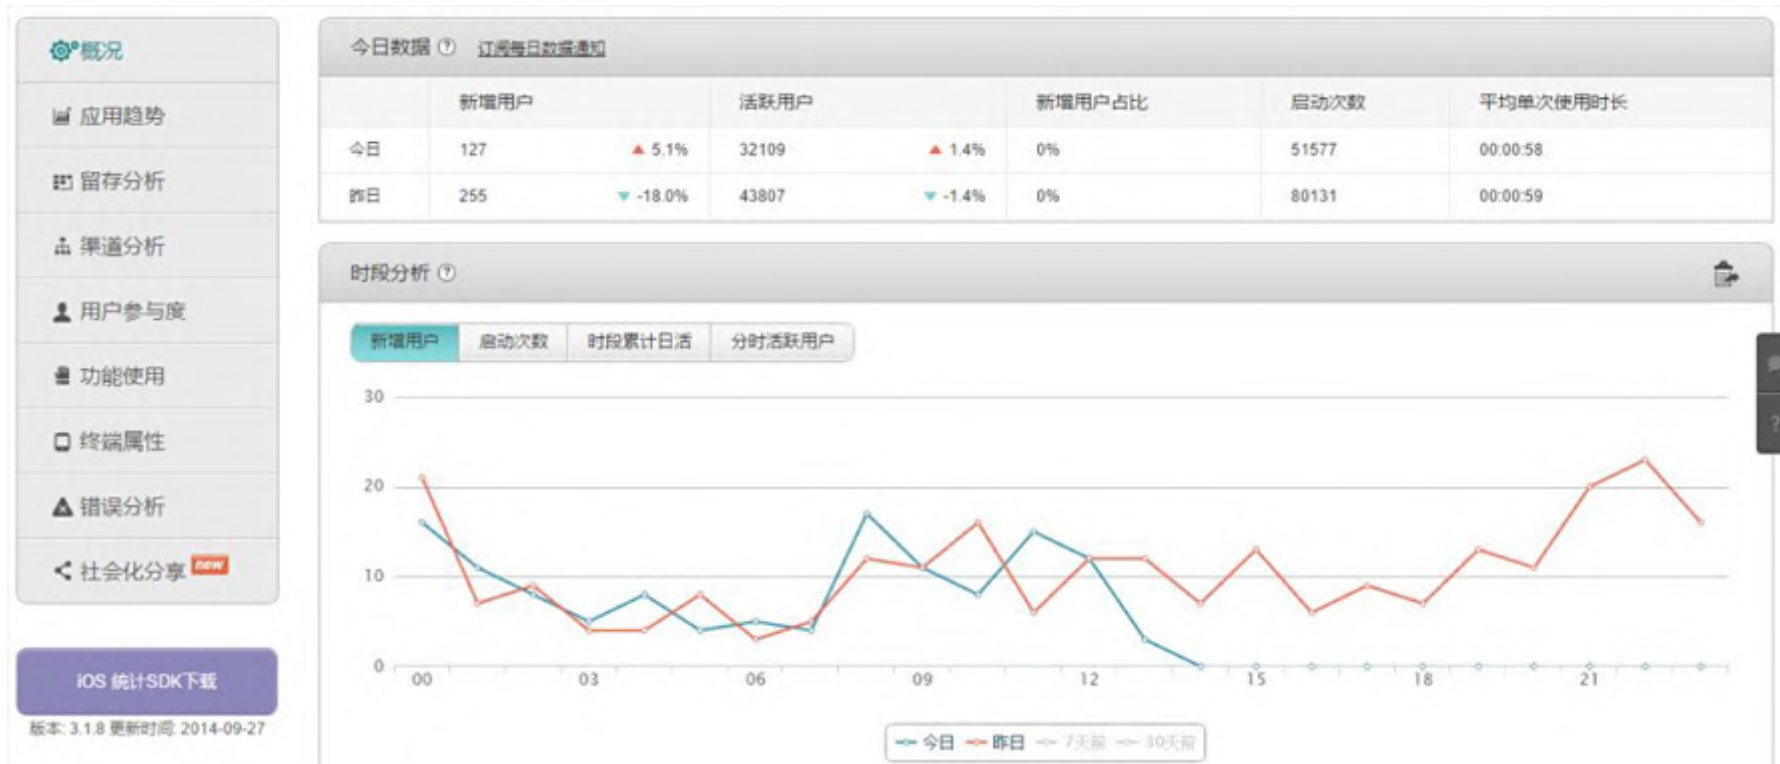 概况
应用趋势
留存分析
渠道分析
用户参与度
功能使用
终端属性
错误分析
社会化分享 new
iOS 统计SDK下载
版本: 3.1.8 更新时间: 2014-09-27
今日数据 ? 订阅每日数据通知
新增用户 活跃用户 新增用户占比 启动次数 平均单次使用时长
今日 127 ▲ 5.1% 32109 ▲ 1.4% 0% 51577 00:00:58
昨日 255 ▼ -18.0% 43807 ▼ -1.4% 0% 80131 00:00:59
时段分析 ?
新增用户 启动次数 时段累计日活 分时活跃用户
30
20
10
0
00 03 06 09 12 15 18 21
今日 昨日 7天前 30天前
?